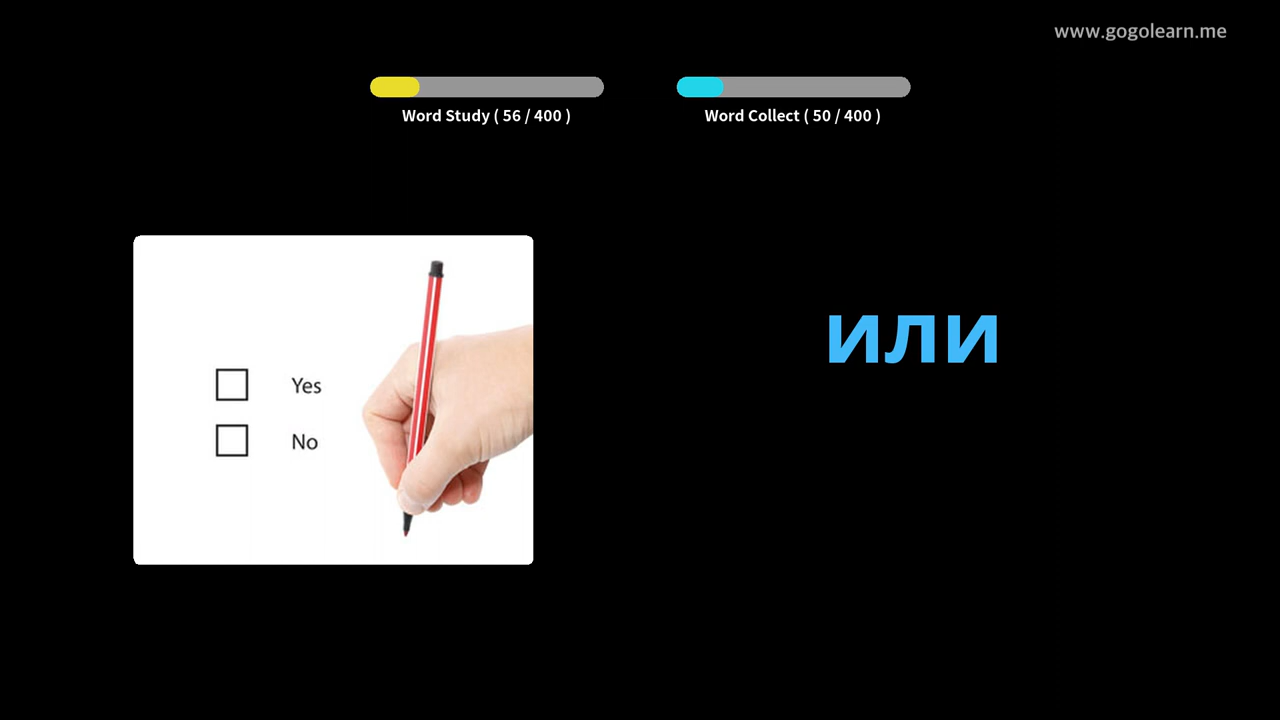 www.gogolearn.me
Word Study ( 56 / 400 )
Word Collect ( 50 / 400 )
Yes
No
или